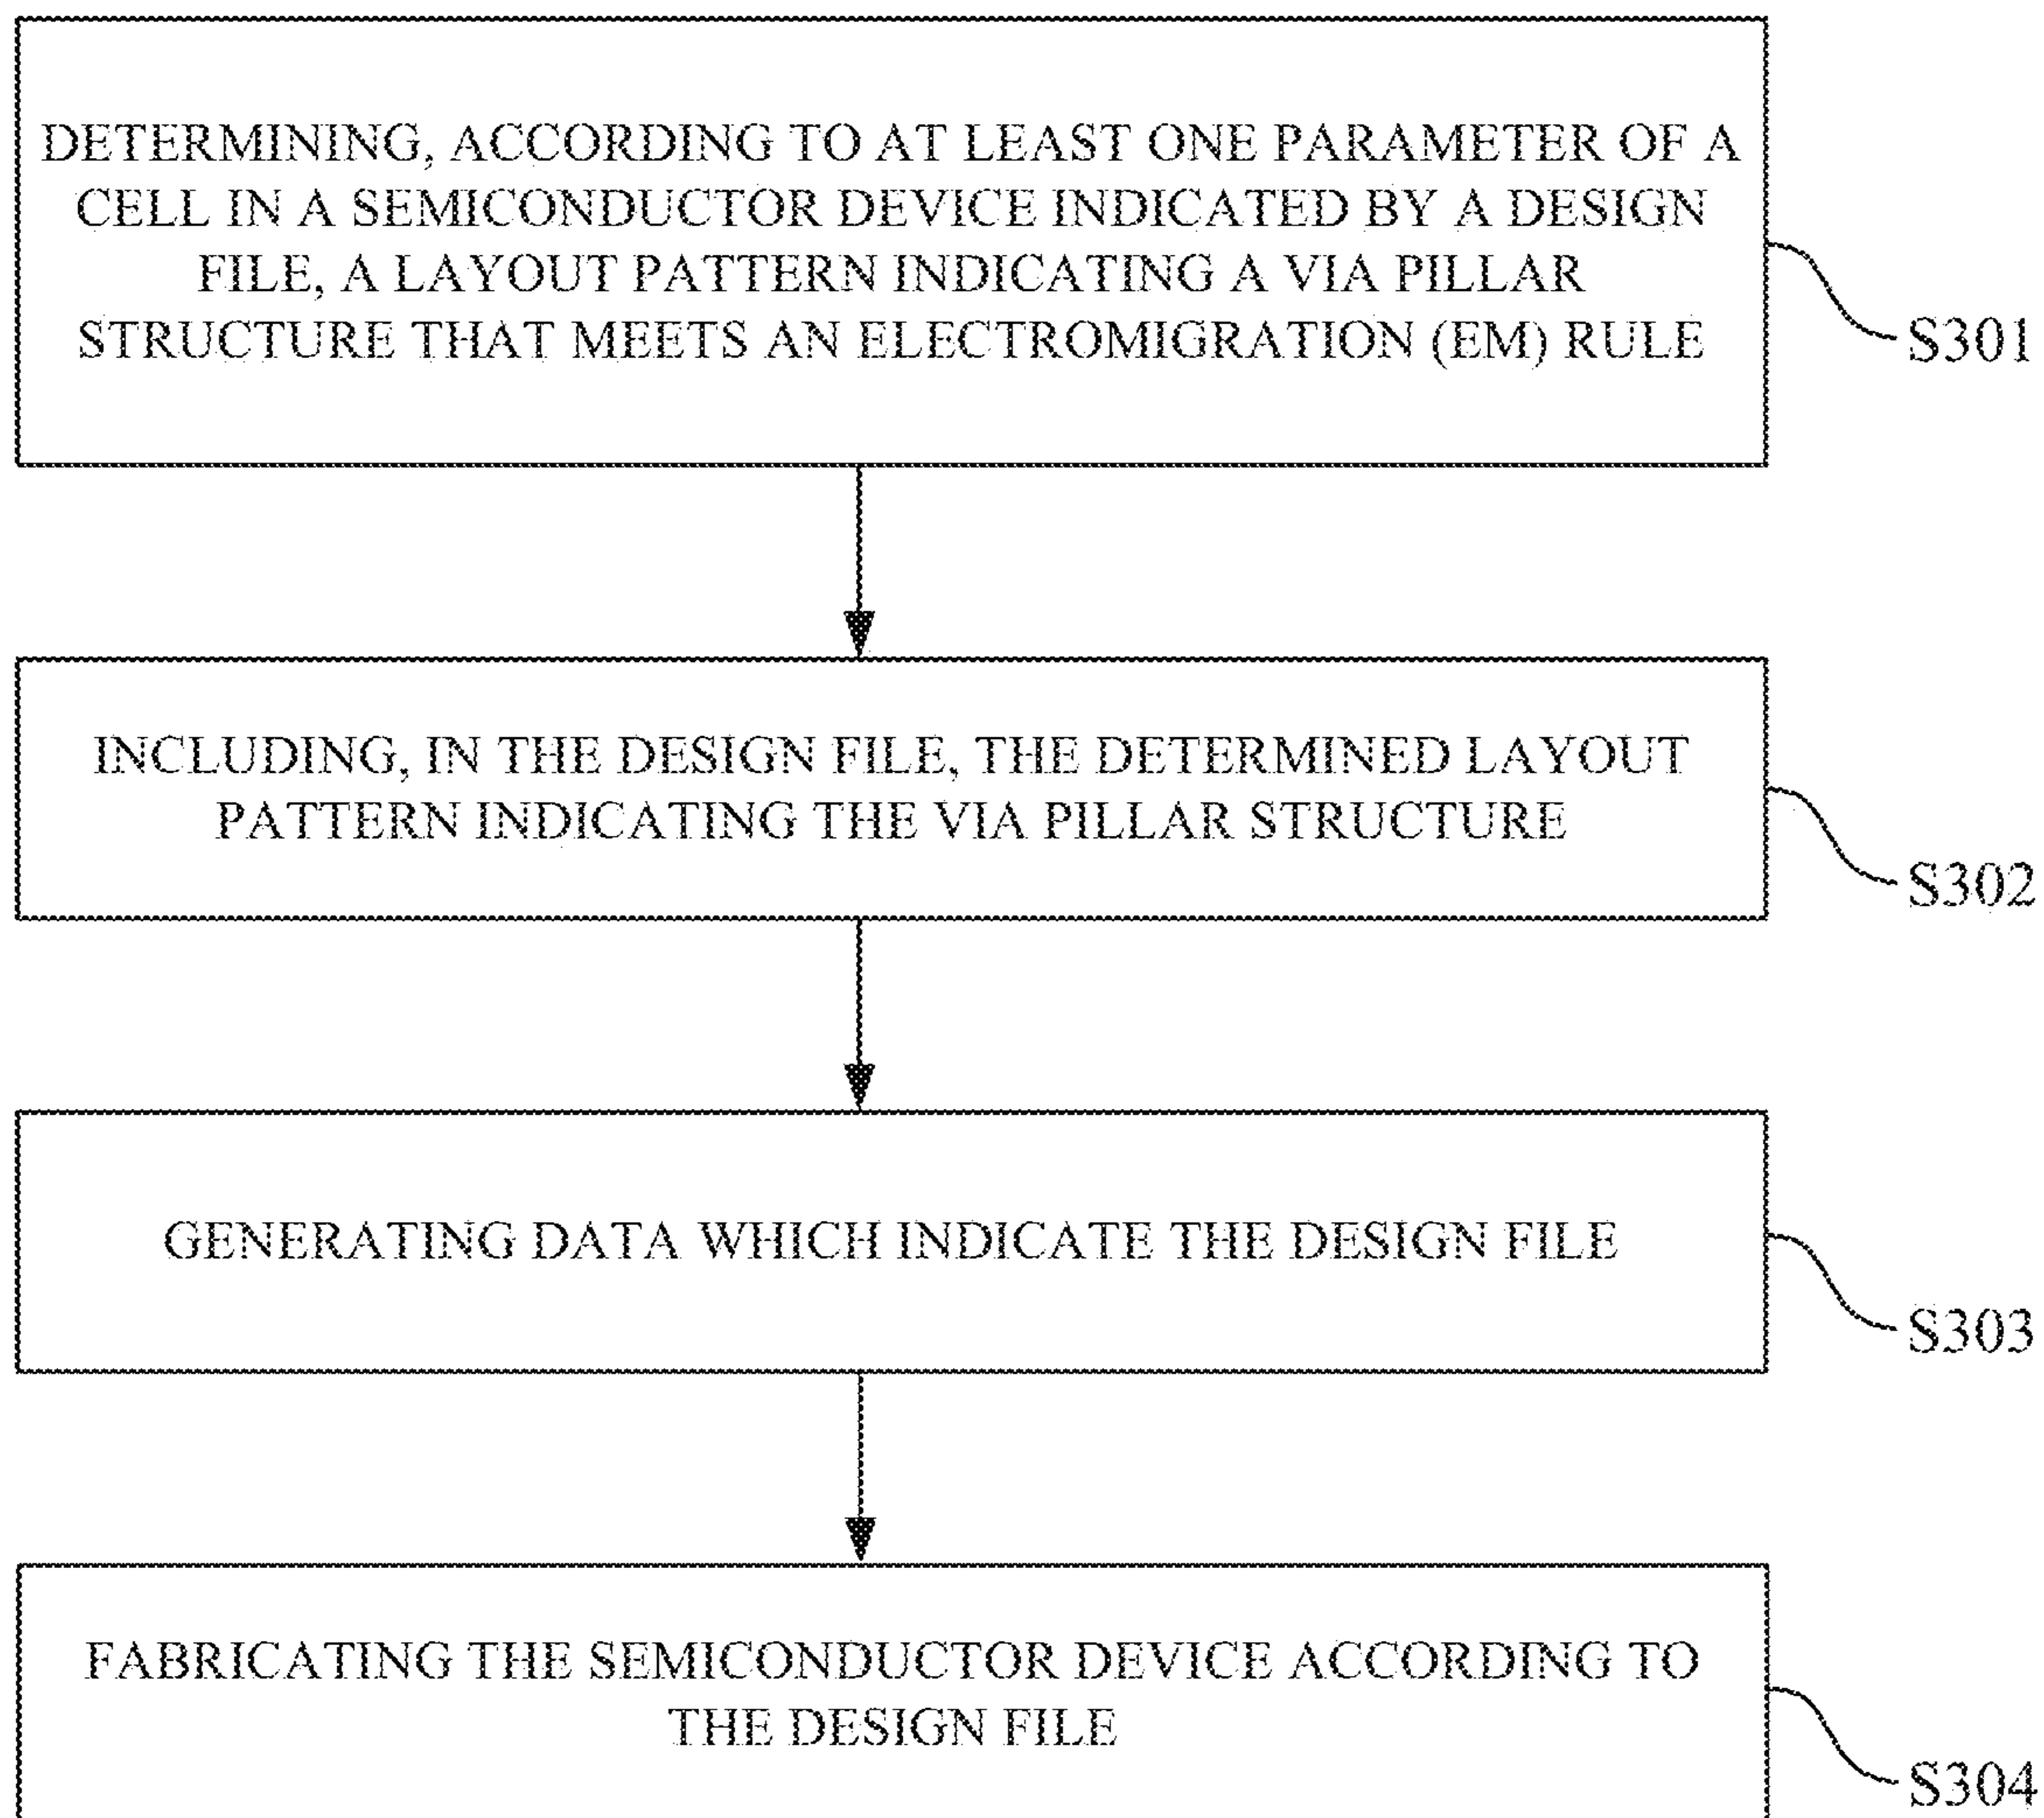 DETERMINING, ACCORDING TO AT LEAST ONE PARAMETER OF A
CELL IN A SEMICONDUCTOR DEVICE INDICATED BY A DESIGN
FILE, A LAYOUT PATTERN INDICATING A VIA PILLAR
STRUCTURE THAT MEETS AN ELECTROMIGRATION (EM) RULE
S301
INCLUDING, IN THE DESIGN FILE, THE DETERMINED LAYOUT
PATTERN INDICATING THE VIA PILLAR STRUCTURE
S302
GENERATING DATA WHICH INDICATE THE DESIGN FILE
S303
FABRICATING THE SEMICONDUCTOR DEVICE ACCORDING TO
THE DESIGN FILE
S304